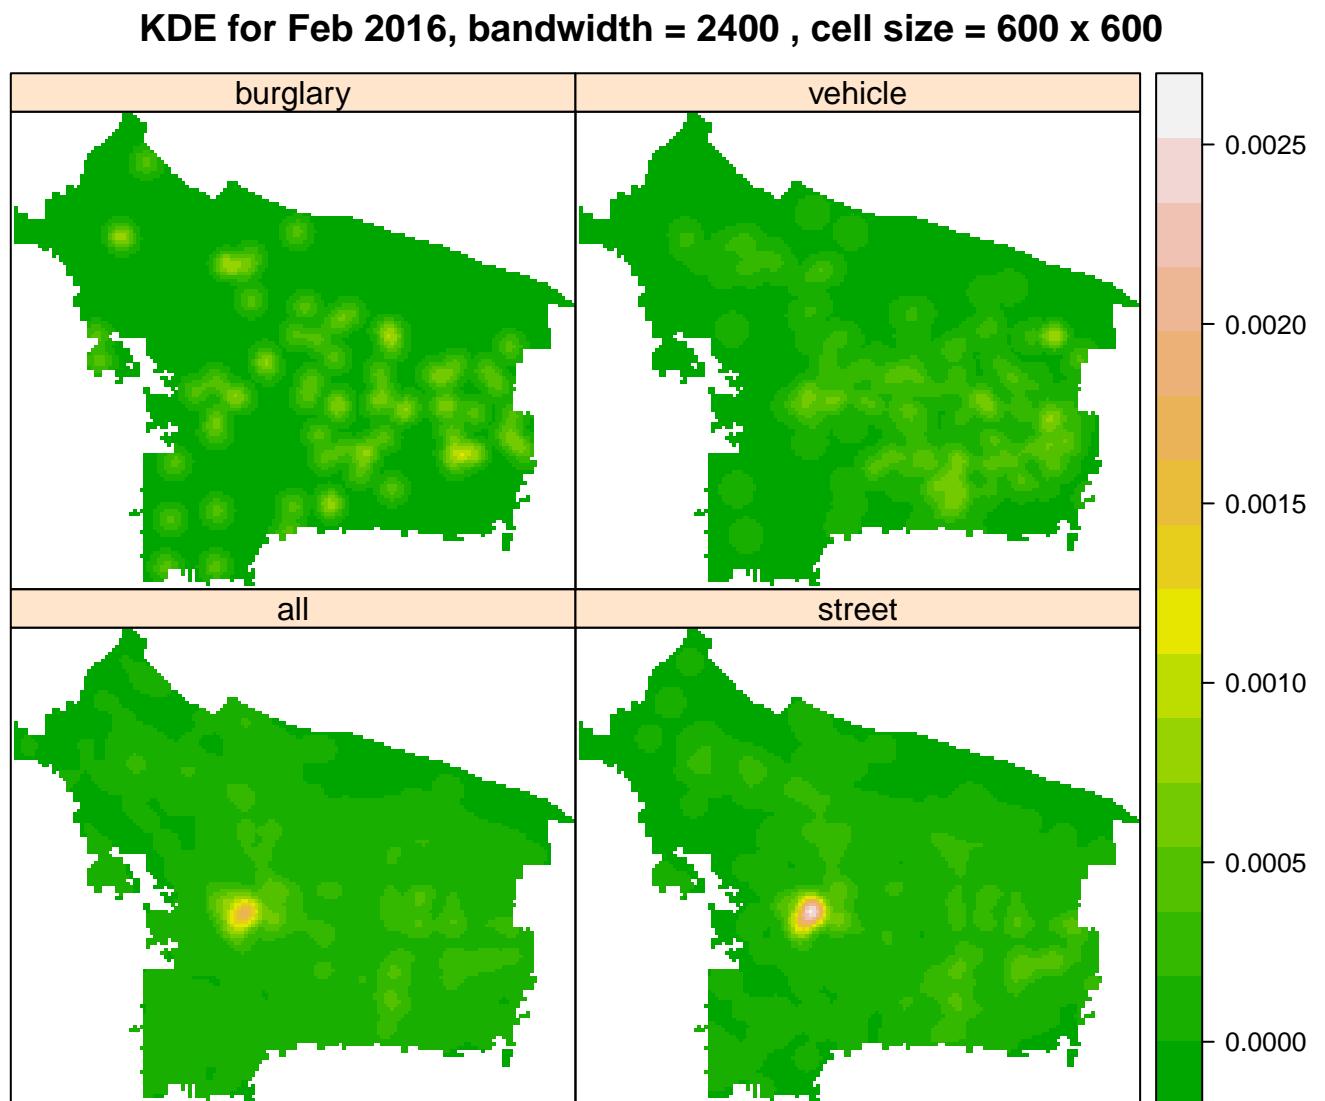 KDE for Feb 2016, bandwidth = 2400 , cell size = 600 x 600
burglary
vehicle
all
street
0.0025
0.0020
0.0015
0.0010
0.0005
0.0000